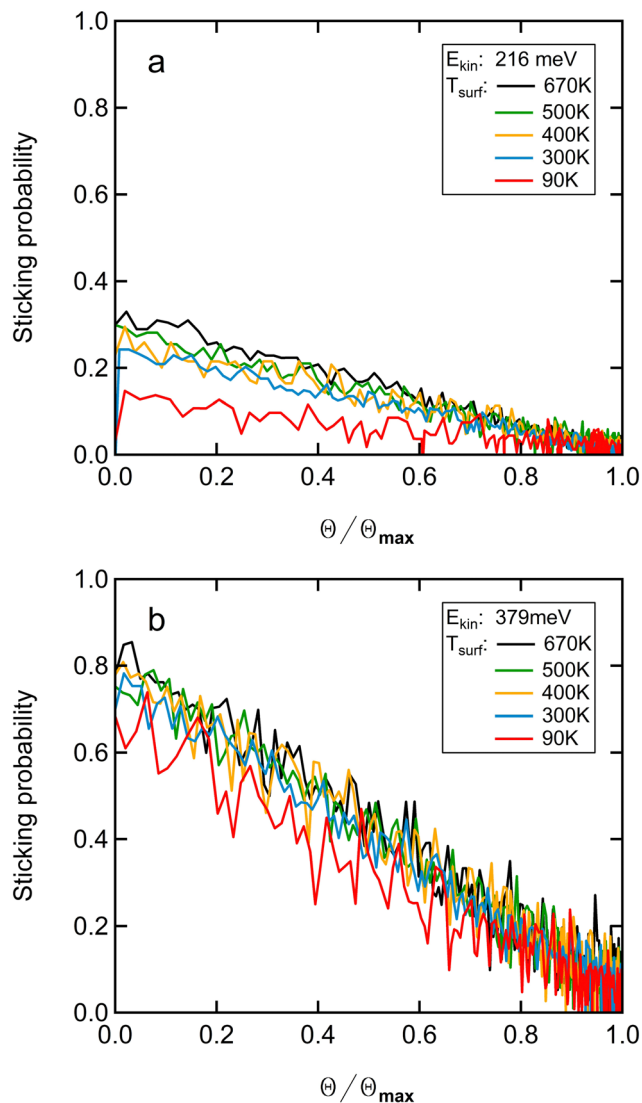 1.0
a
E_kin: 216 meV
T_surf: 670K
500K
400K
300K
90K
0.8
0.6
0.4
0.2
0.0
Sticking probability
0.0 0.2 0.4 0.6 0.8 1.0
Θ/Θmax
1.0
b
E_kin: 379meV
T_surf: 670K
500K
400K
300K
90K
0.8
0.6
0.4
0.2
0.0
Sticking probability
0.0 0.2 0.4 0.6 0.8 1.0
Θ/Θmax